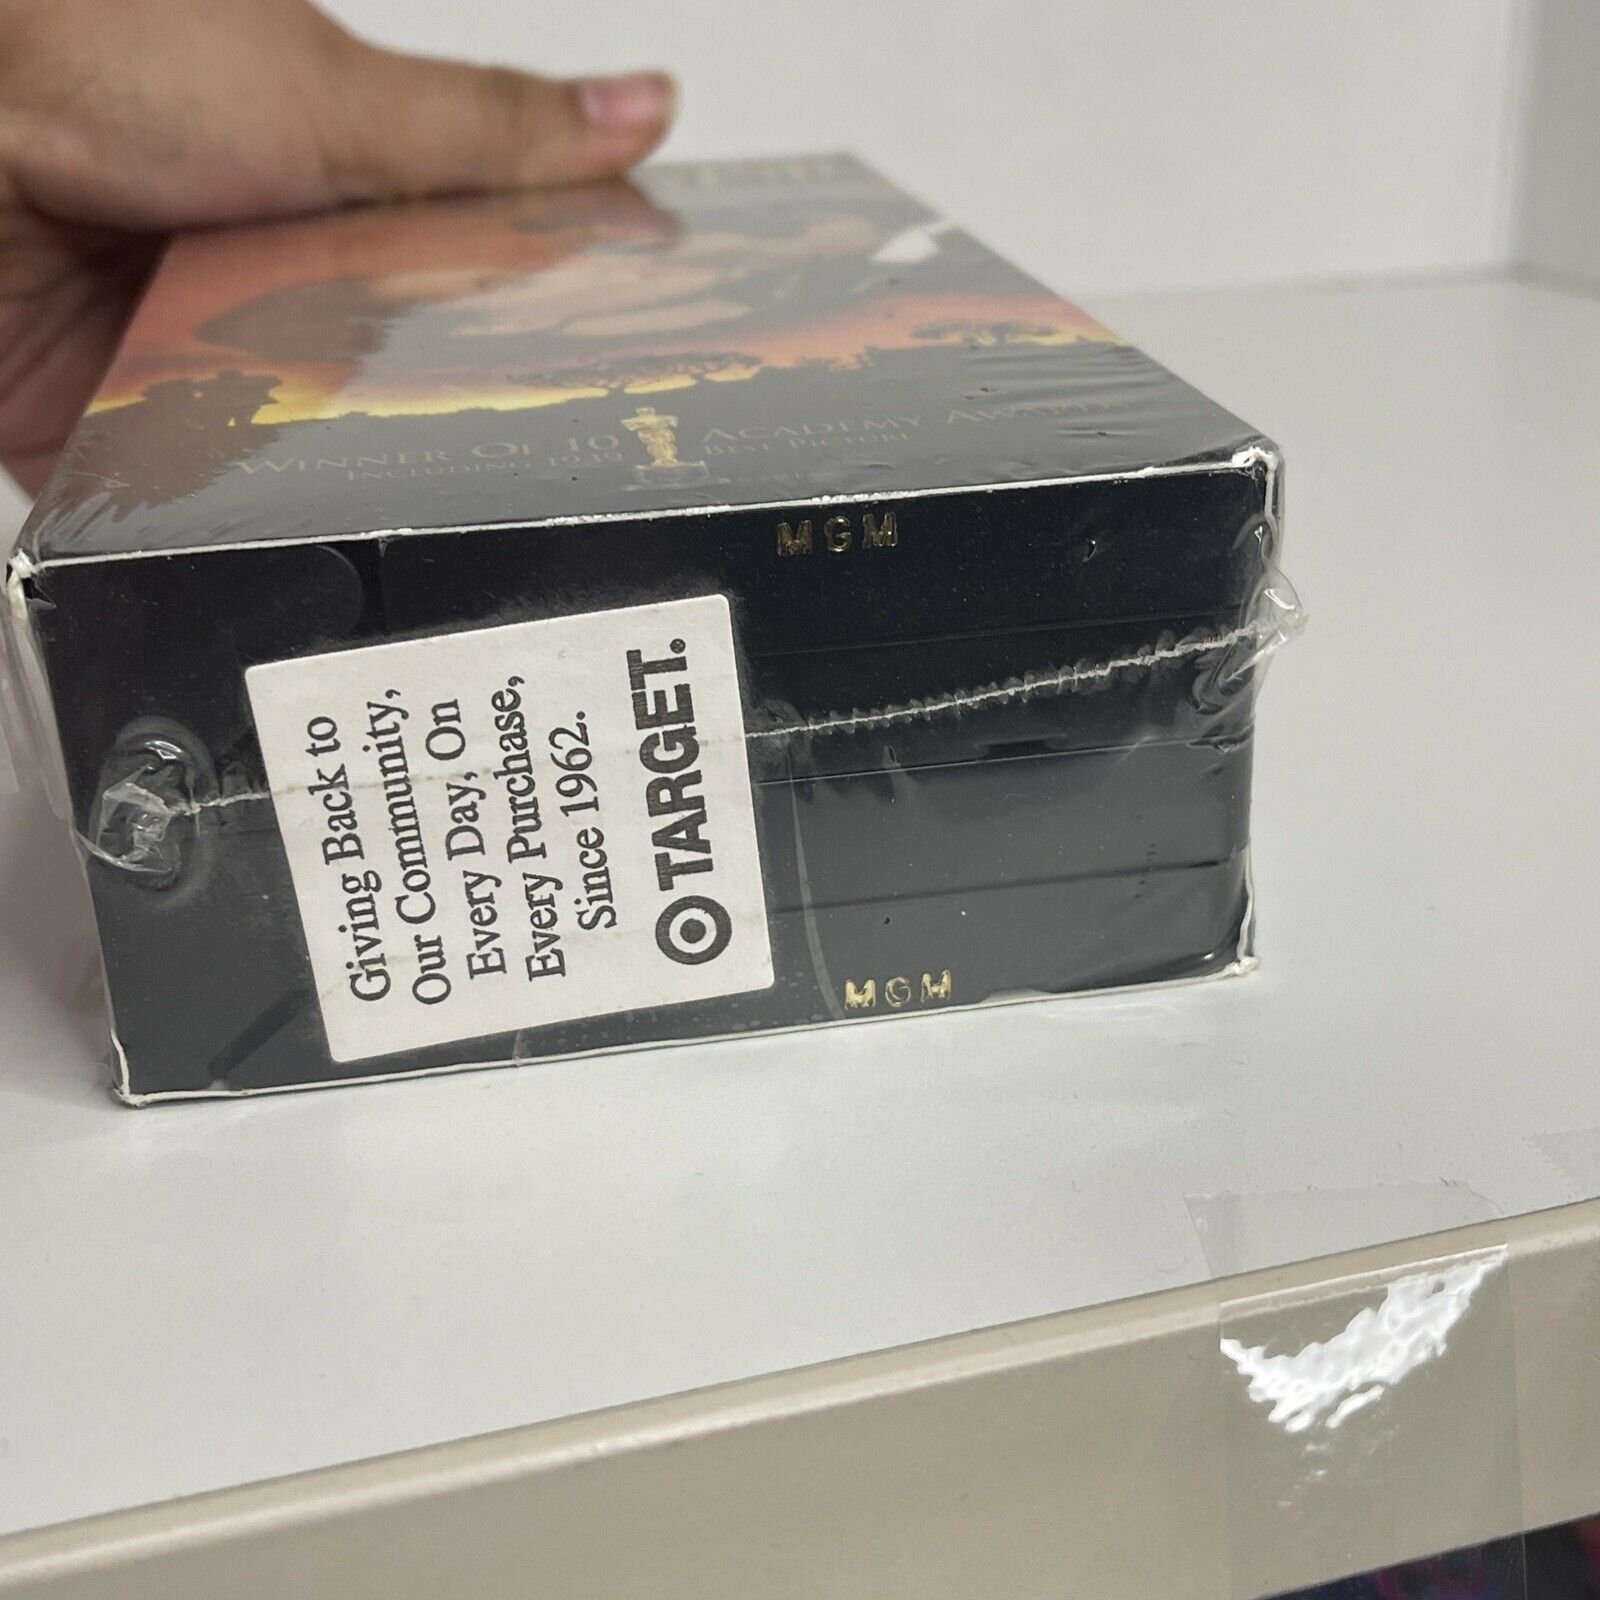 WINNER OF 10 ACADEMY AWARDS
INCLUDING 1939 BEST PICTURE
MGM
Giving Back to
Our Community,
Every Day, On
Every Purchase,
Since 1962.
TARGET.
MGM